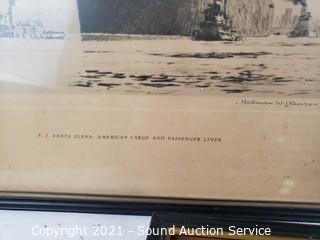 S. S. SANTA ELENA: AMERICAN CARGO AND PASSENGER LINER
Copyright 2021 - Sound Auction Service